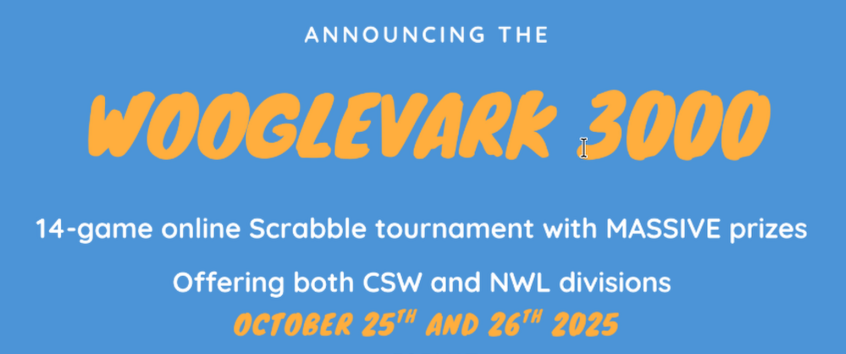 ANNOUNCING THE
WOOGLEVARK 3000
14-game online Scrabble tournament with MASSIVE prizes
Offering both CSW and NWL divisions
OCTOBER 25TH AND 26TH 2025